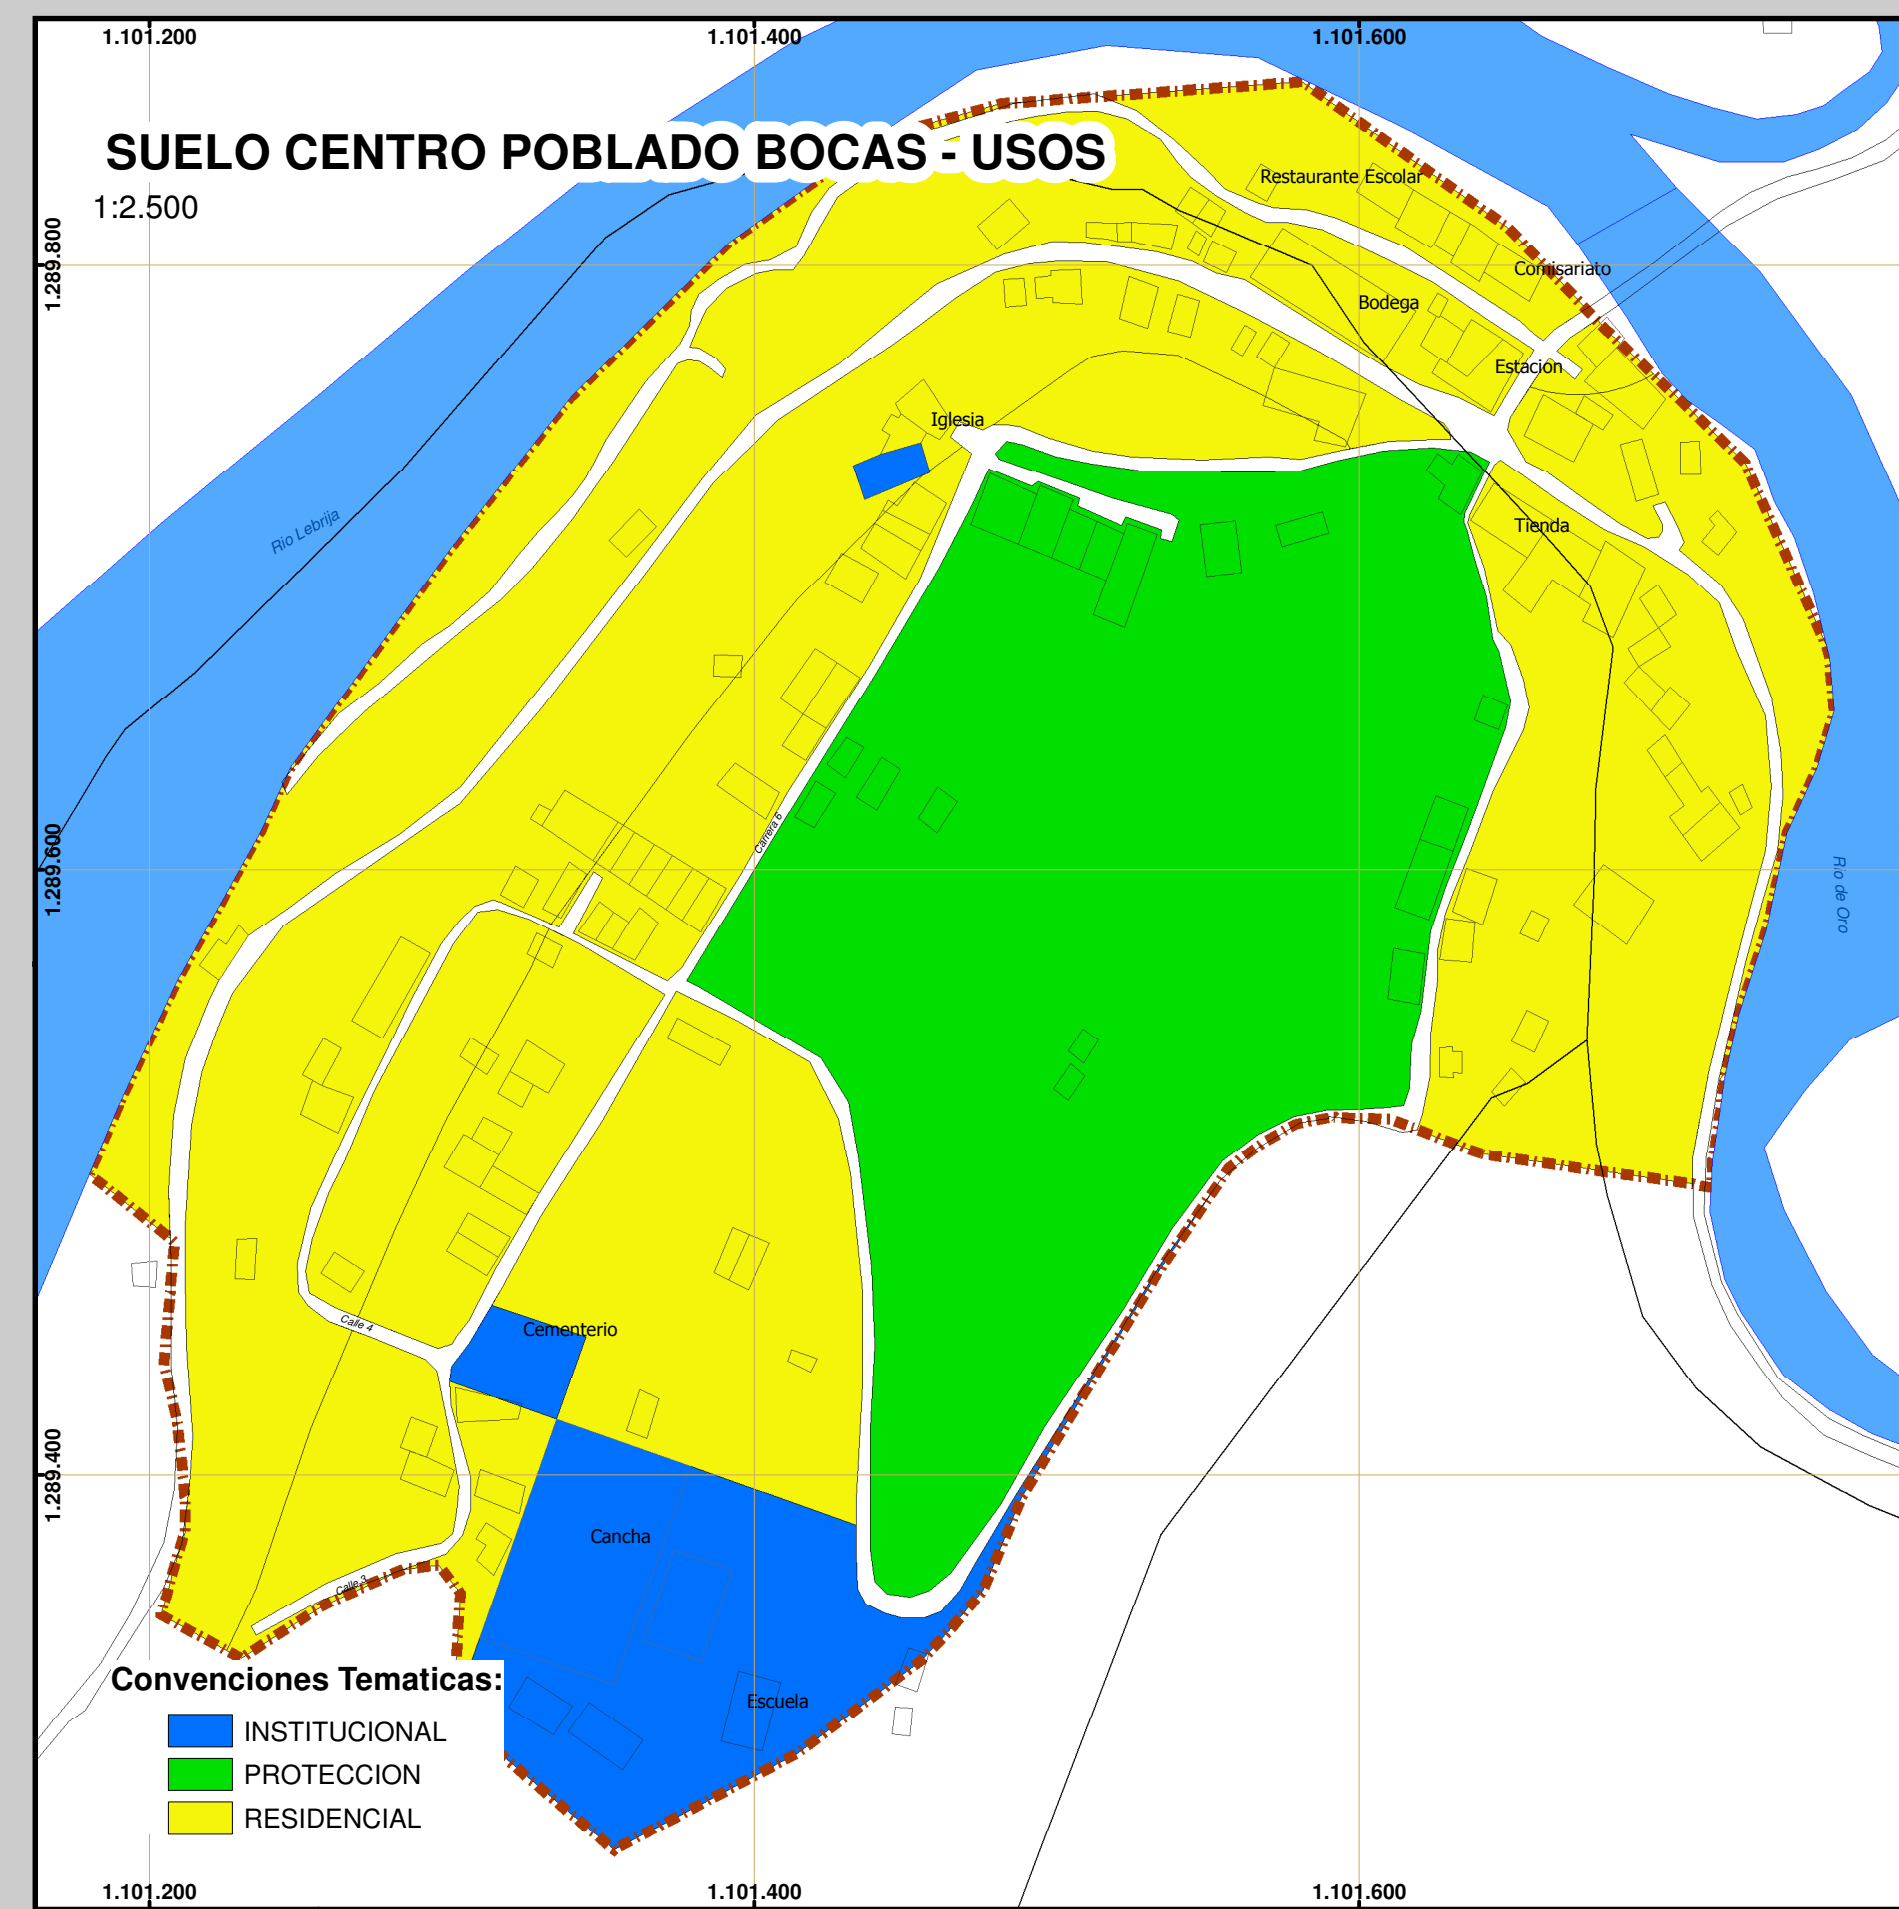 1.101.200
1.101.400
1.101.600
SUELO CENTRO POBLADO BOCAS - USOS
1:2.500
Restaurante Escolar
1.289.800
Comisariato
Bodega
Estacion
Iglesia
Rio Lebrija
Tienda
Carrera 6
1.289.600
Rio de Oro
Calle 4
Cementerio
1.289.400
Cancha
Calle 3
Escuela
Convenciones Tematicas:
INSTITUCIONAL
PROTECCION
RESIDENCIAL
1.101.200
1.101.400
1.101.600